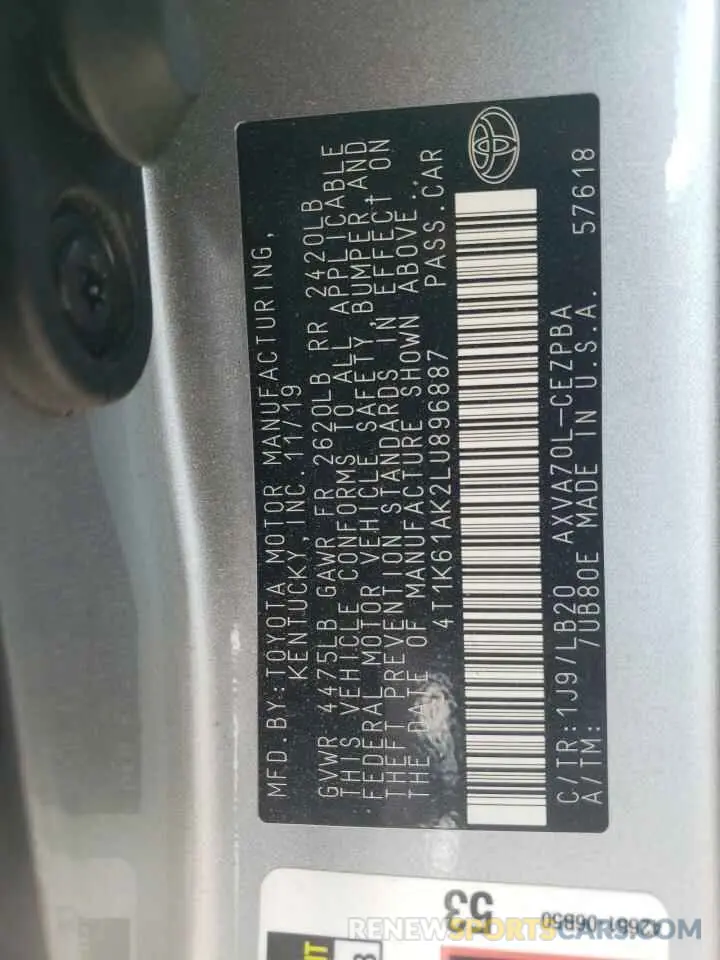 MFD.BY:TOYOTA MOTOR MANUFACTURING,
KENTUCKY,INC.11/19
GVWR 4475LB GAWR FR 2620LB RR 2420LB
THIS VEHICLE CONFORMS TO ALL APPLICABLE
FEDERAL MOTOR VEHICLE SAFETY,BUMPER,AND
THEFT PREVENTION STANDARDS IN EFFECT ON
THE DATE OF MANUFACTURE SHOWN ABOVE.
4T1K61AK2LU896887 PASS.CAR
C/TR:1J9/LB20 AXVA70L-CEZPBA
A/TM: 7UB80E MADE IN U.S.A. 57618
53
42661-06B50
RENEWSPORTSCARS.COM